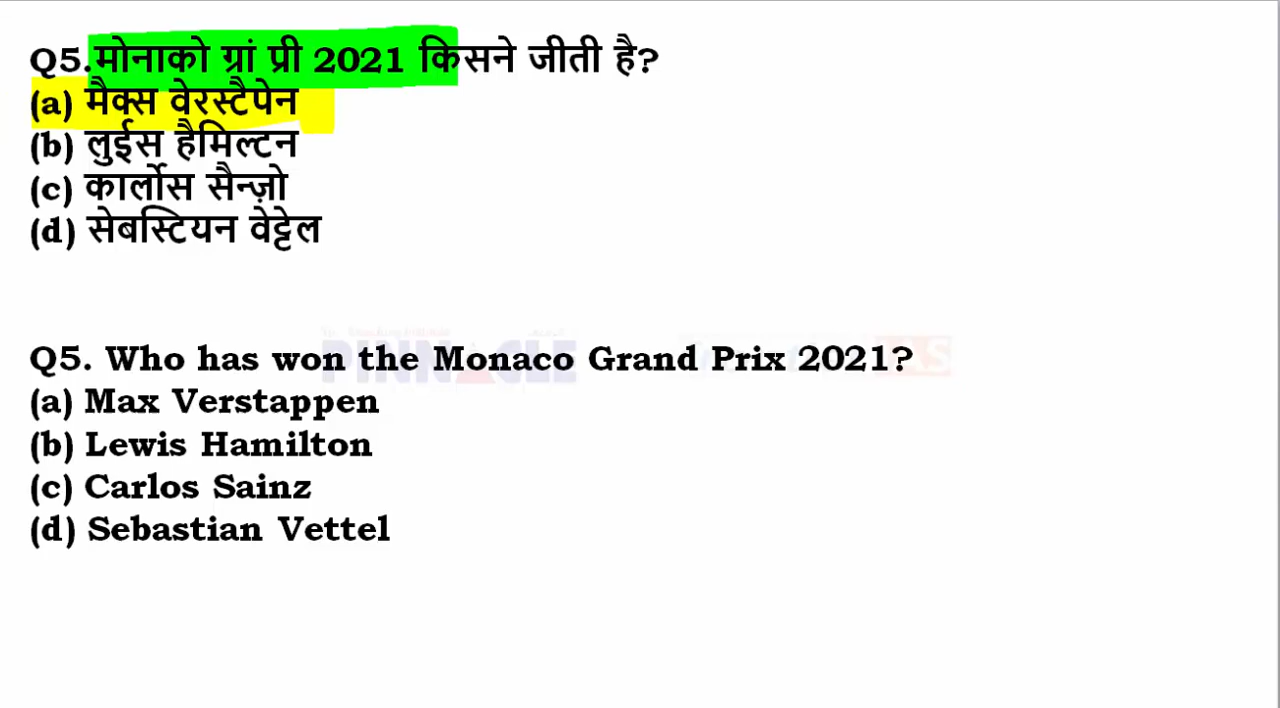 Q5.मोनाको ग्रां प्री 2021 किसने जीती है?
(a) मैक्स वेरस्टैपेन
(b) लुईस हैमिल्टन
(c) कार्लोस सैन्ज़ो
(d) सेबस्टियन वेट्टेल
Q5. Who has won the Monaco Grand Prix 2021?
(a) Max Verstappen
(b) Lewis Hamilton
(c) Carlos Sainz
(d) Sebastian Vettel
PINNACLE